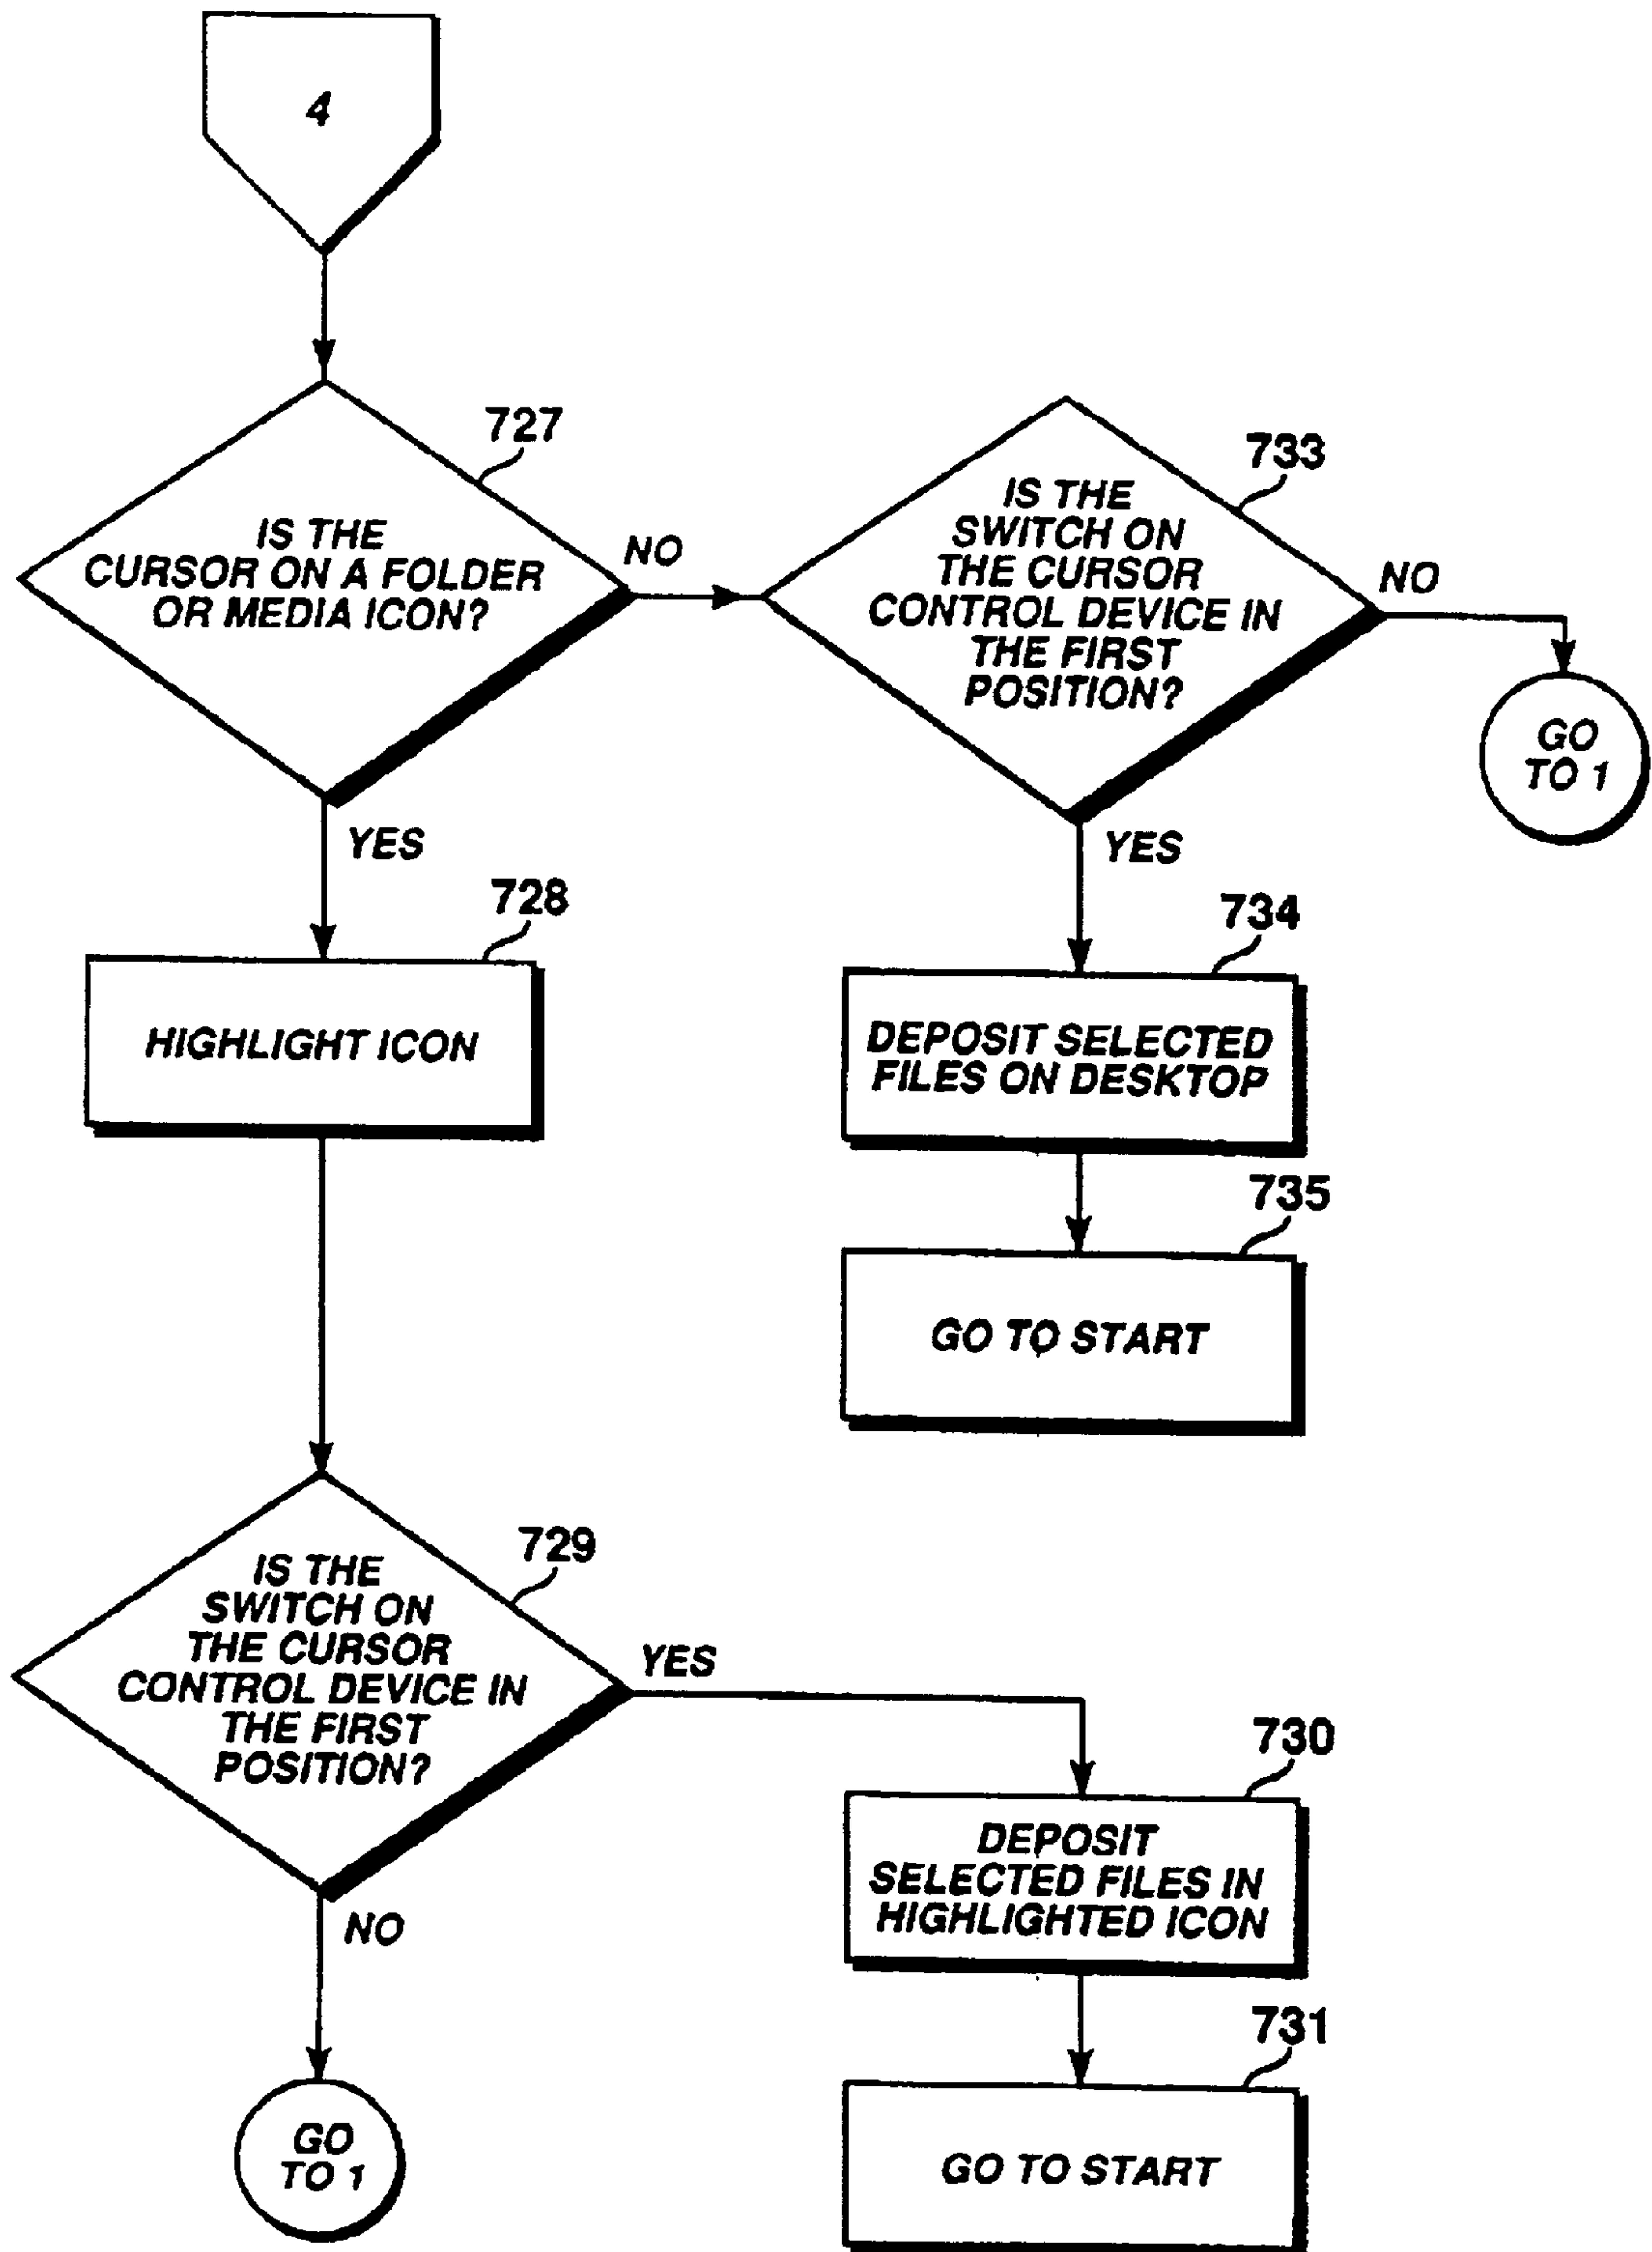 4
727
IS THE
CURSOR ON A FOLDER
OR MEDIA ICON?
NO
YES
733
IS THE
SWITCH ON
THE CURSOR
CONTROL DEVICE IN
THE FIRST
POSITION?
NO
GO
TO 1
YES
728
HIGHLIGHT ICON
734
DEPOSIT SELECTED
FILES ON DESKTOP
735
GO TO START
729
IS THE
SWITCH ON
THE CURSOR
CONTROL DEVICE IN
THE FIRST
POSITION?
YES
NO
730
DEPOSIT
SELECTED FILES IN
HIGHLIGHTED ICON
731
GO TO START
GO
TO 1